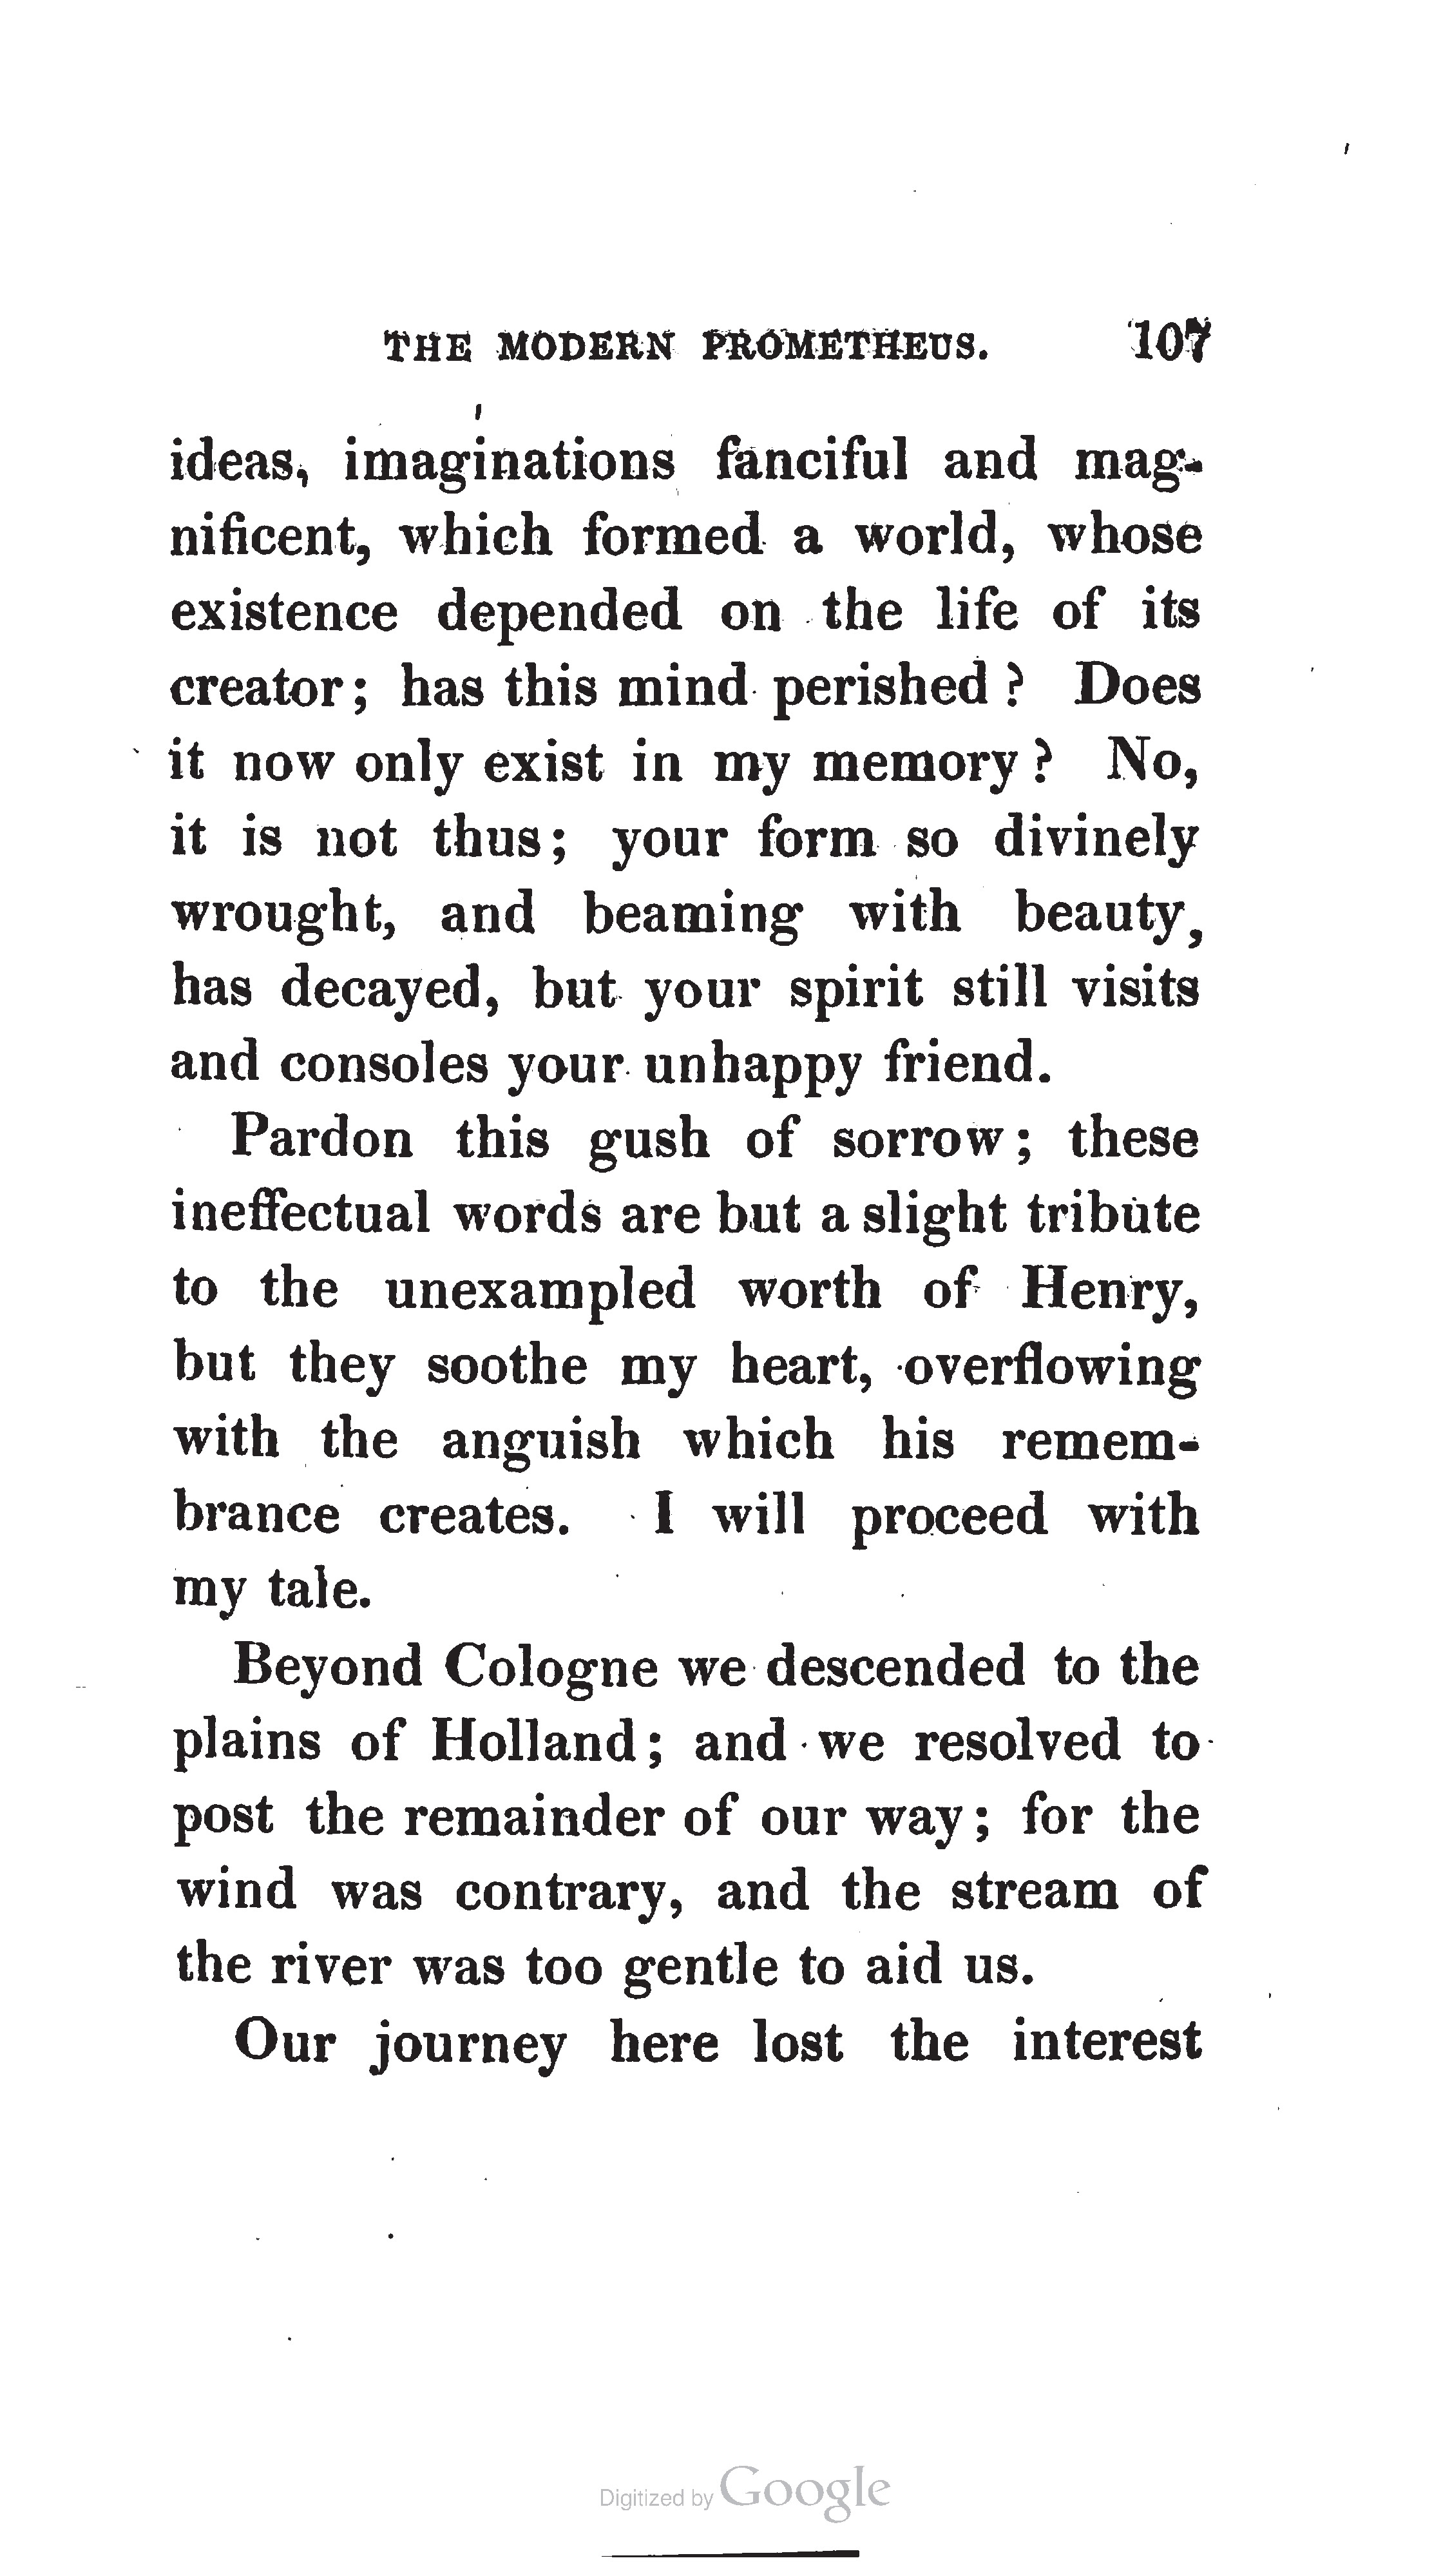 THE MODERN PROMETHEUS. 107
ideas, imaginations fanciful and mag-
nificent, which formed a world, whose
existence depended on the life of its
creator; has this mind perished? Does
it now only exist in my memory? No,
it is not thus; your form so divinely
wrought, and beaming with beauty,
has decayed, but your spirit still visits
and consoles your unhappy friend.
Pardon this gush of sorrow; these
ineffectual words are but a slight tribute
to the unexampled worth of Henry,
but they soothe my heart, overflowing
with the anguish which his remem-
brance creates. I will proceed with
my tale.
Beyond Cologne we descended to the
plains of Holland; and we resolved to
post the remainder of our way; for the
wind was contrary, and the stream of
the river was too gentle to aid us.
Our journey here lost the interest
Digitized by Google